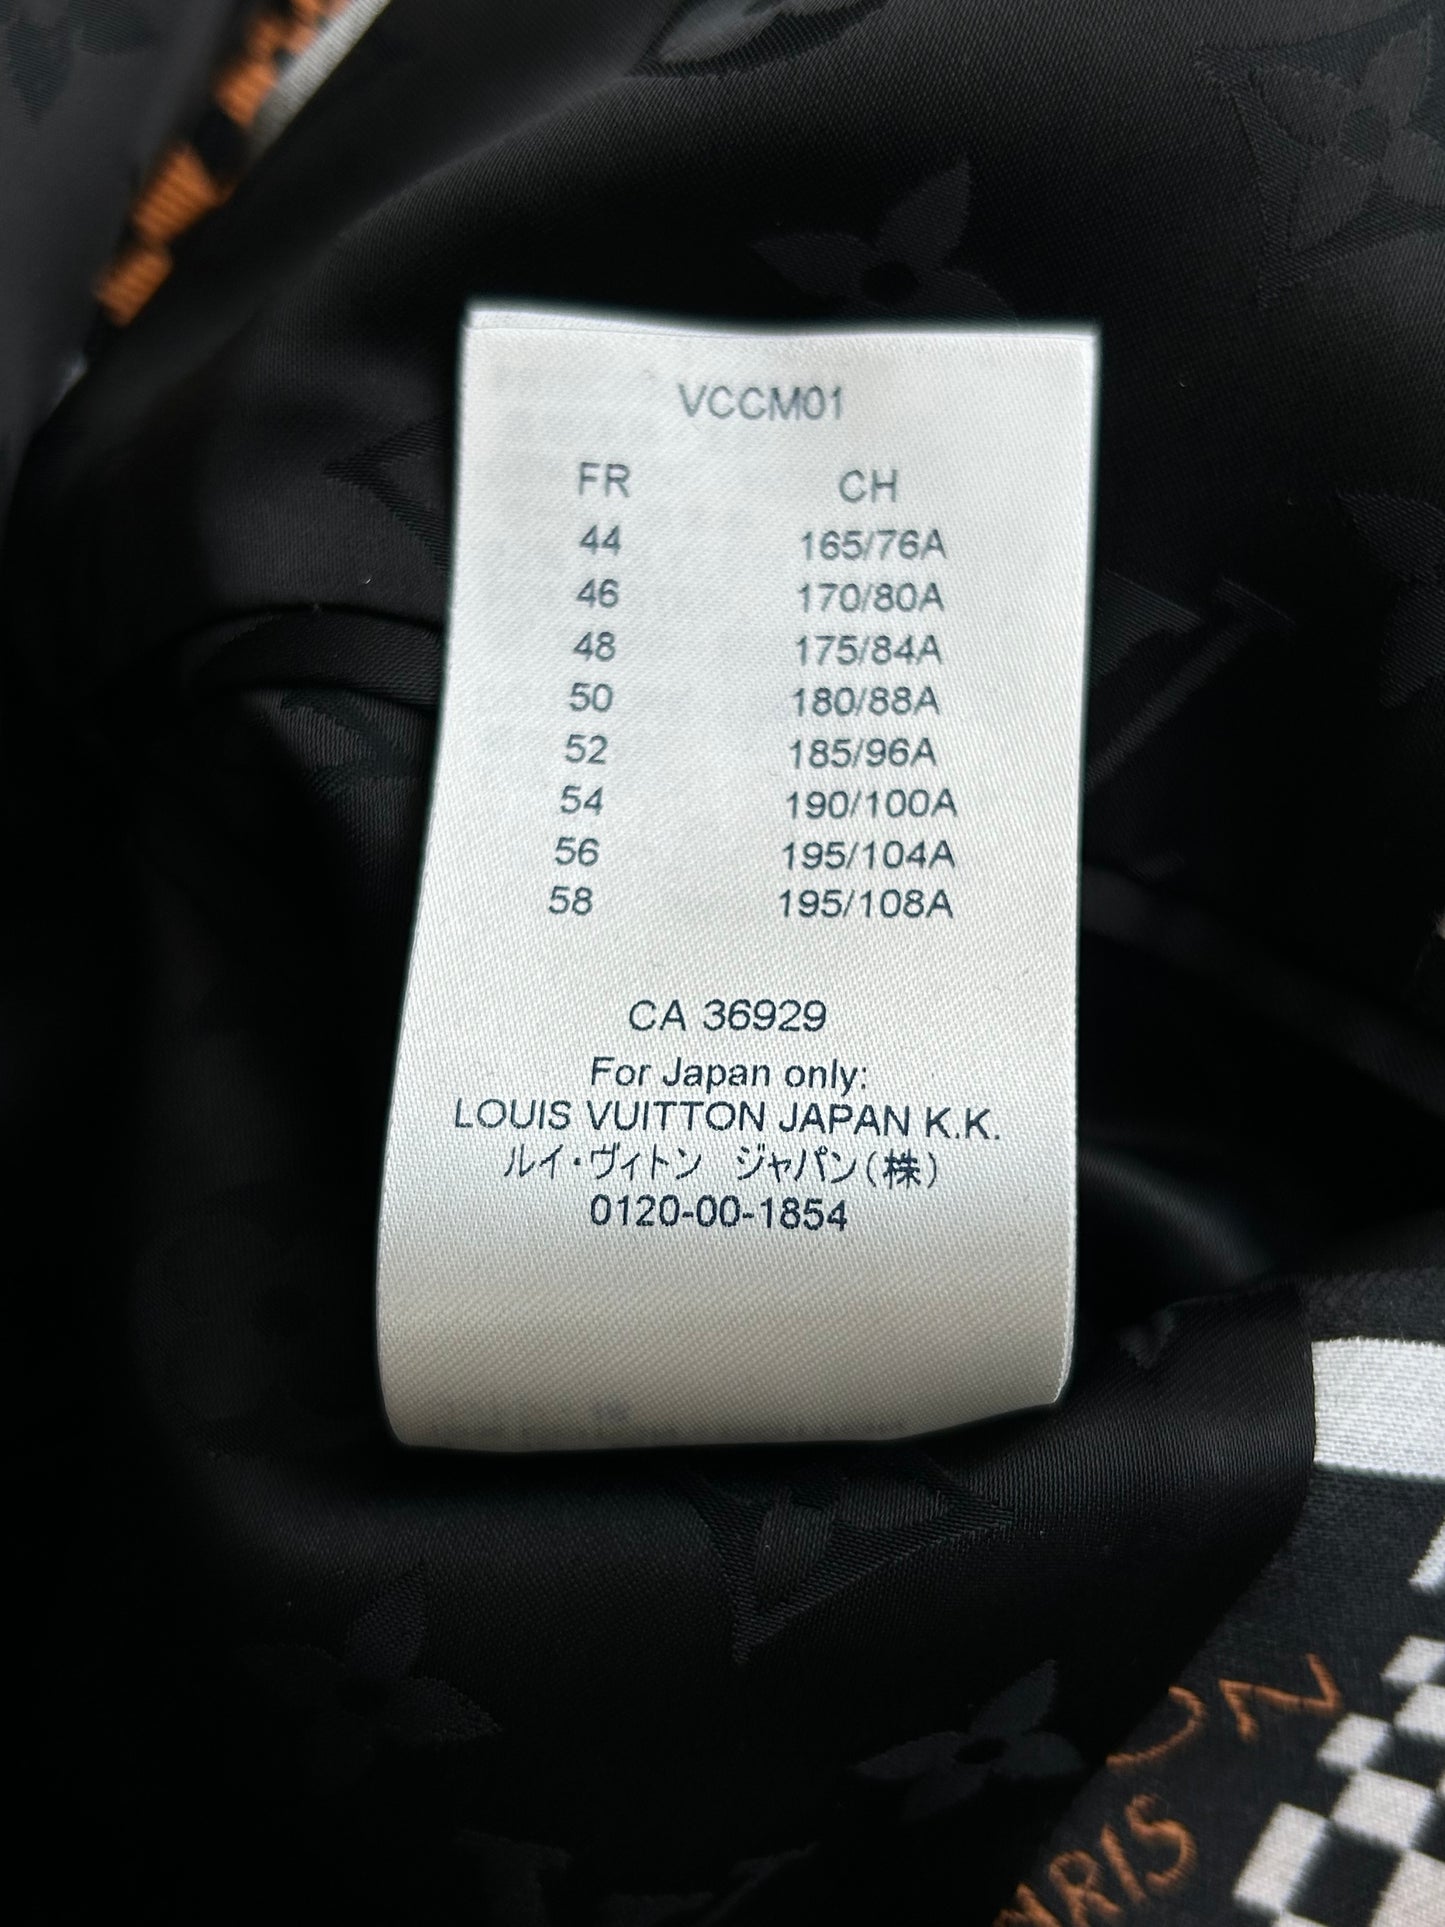 VCCM01
FR CH
44 165/76A
46 170/80A
48 175/84A
50 180/88A
52 185/96A
54 190/100A
56 195/104A
58 195/108A
CA 36929
For Japan only:
LOUIS VUITTON JAPAN K.K.
ルイ・ヴィトン ジャパン(株)
0120-00-1854